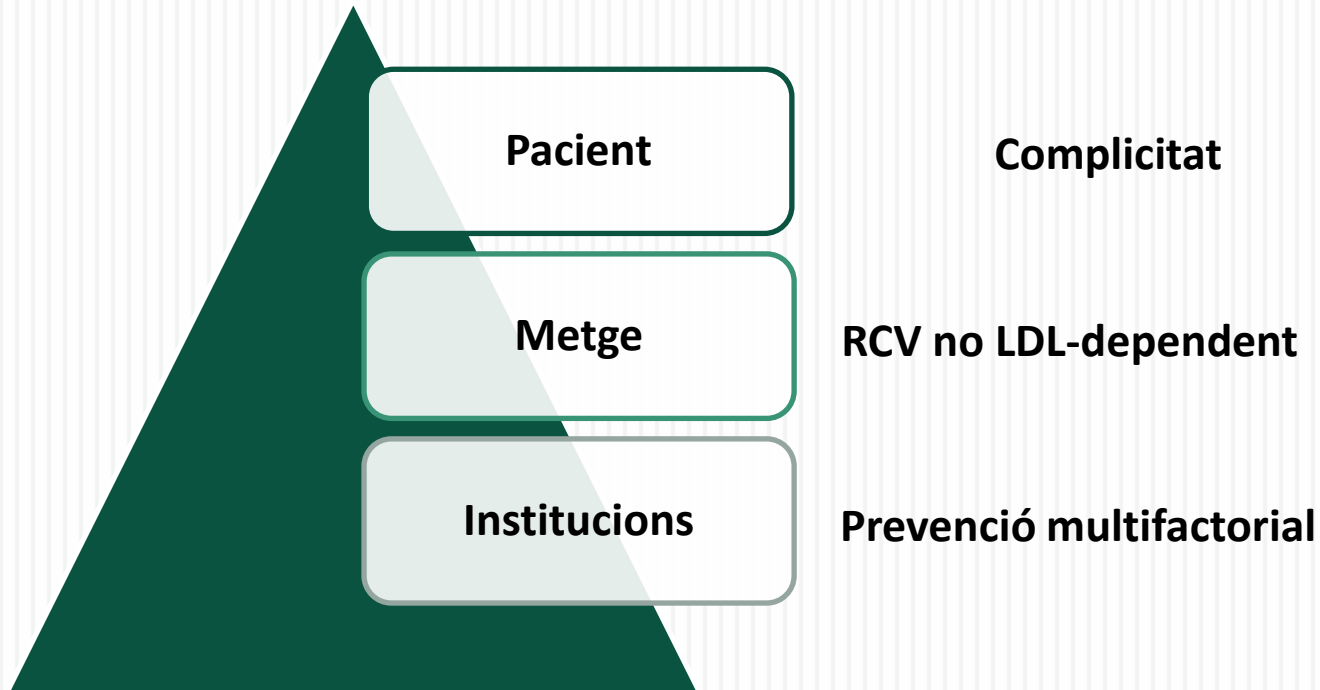 Pacient
Complicitat
Metge
RCV no LDL-dependent
Institucions
Prevenció multifactorial